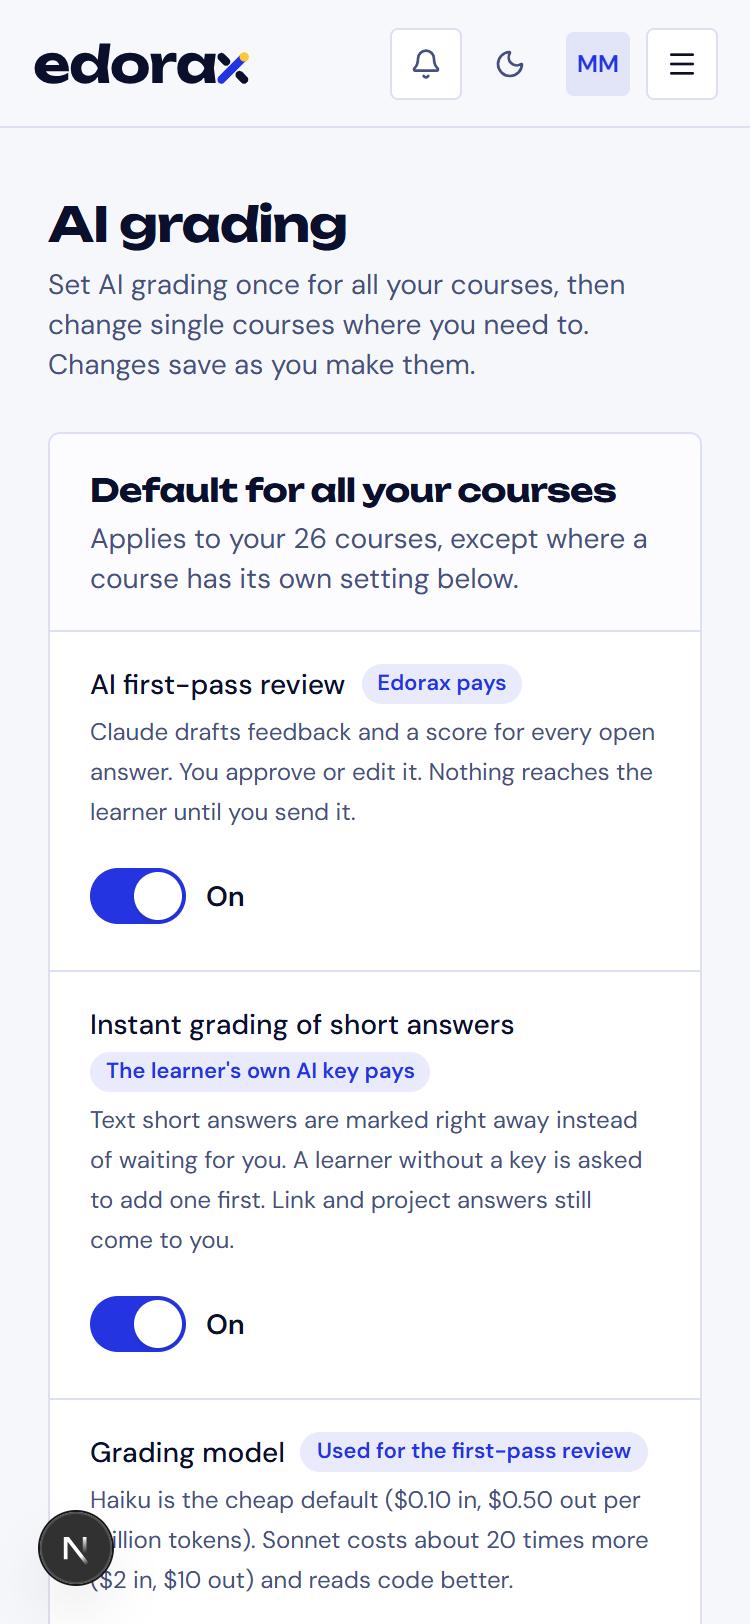 edorax
MM
AI grading
Set AI grading once for all your courses, then
change single courses where you need to.
Changes save as you make them.
Default for all your courses
Applies to your 26 courses, except where a
course has its own setting below.
AI first-pass review Edorax pays
Claude drafts feedback and a score for every open
answer. You approve or edit it. Nothing reaches the
learner until you send it.
On
Instant grading of short answers
The learner's own AI key pays
Text short answers are marked right away instead
of waiting for you. A learner without a key is asked
to add one first. Link and project answers still
come to you.
On
Grading model Used for the first-pass review
Haiku is the cheap default ($0.10 in, $0.50 out per
illion tokens). Sonnet costs about 20 times more
($2 in, $10 out) and reads code better.
N